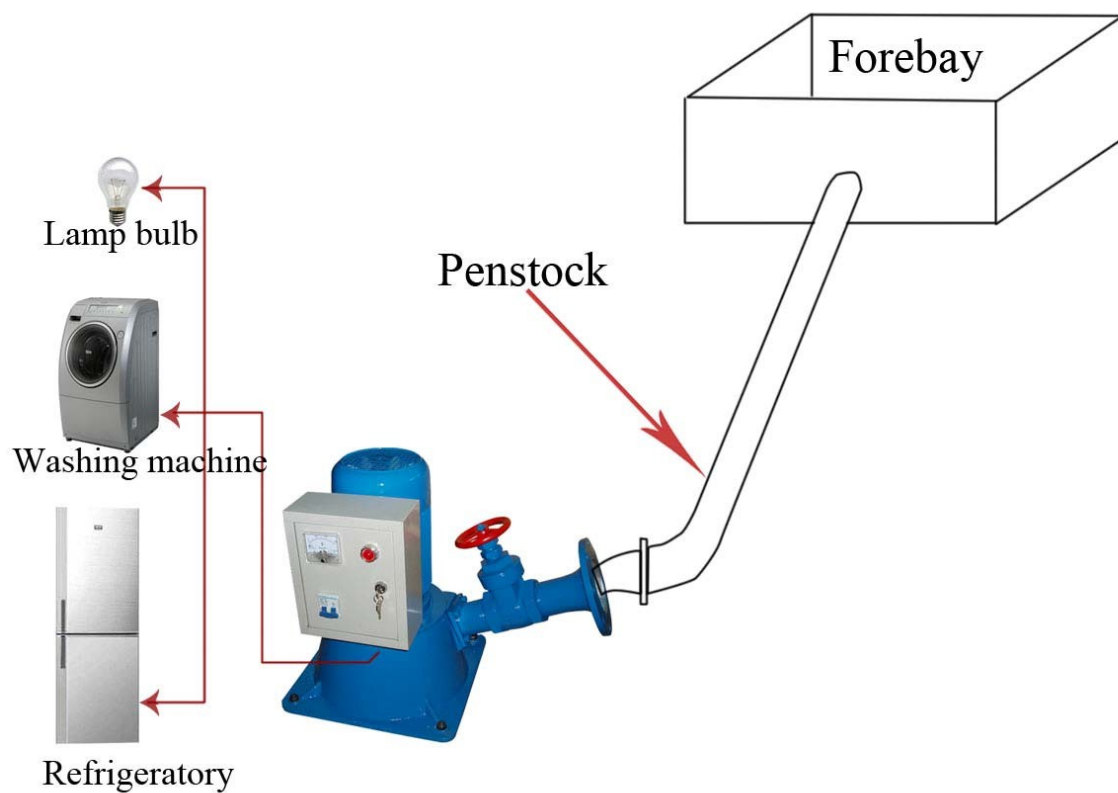 Forebay
Lamp bulb
Penstock
Washing machine
Refrigeratory